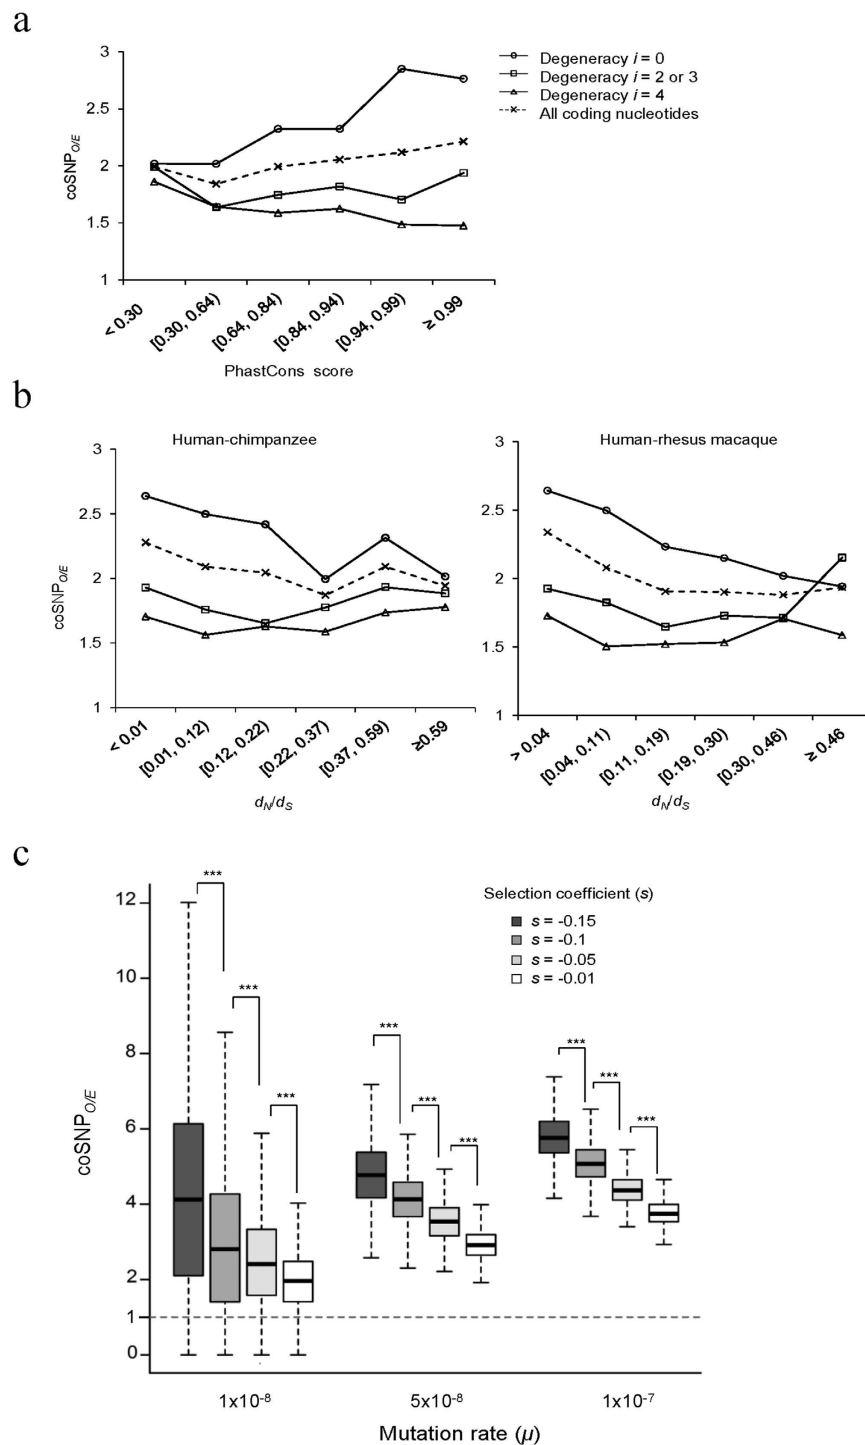 a
3
2.5
2
1.5
1
coSNPO/E
< 0.30
[0.30, 0.64)
[0.64, 0.84)
[0.84, 0.94)
[0.94, 0.99)
≥ 0.99
PhastCons score
Degeneracy i = 0
Degeneracy i = 2 or 3
Degeneracy i = 4
All coding nucleotides
b
Human-chimpanzee
3
2.5
2
1.5
1
coSNPO/E
< 0.01
[0.01, 0.12)
[0.12, 0.22)
[0.22, 0.37)
[0.37, 0.59)
≥0.59
dN/dS
Human-rhesus macaque
3
2.5
2
1.5
1
> 0.04
[0.04, 0.11)
[0.11, 0.19)
[0.19, 0.30)
[0.30, 0.46)
≥ 0.46
dN/dS
c
12
10
8
6
4
2
1
0
coSNPO/E
***
***
***
***
***
***
***
***
***
Selection coefficient (s)
s = -0.15
s = -0.1
s = -0.05
s = -0.01
1x10-8
5x10-8
1x10-7
Mutation rate (μ)